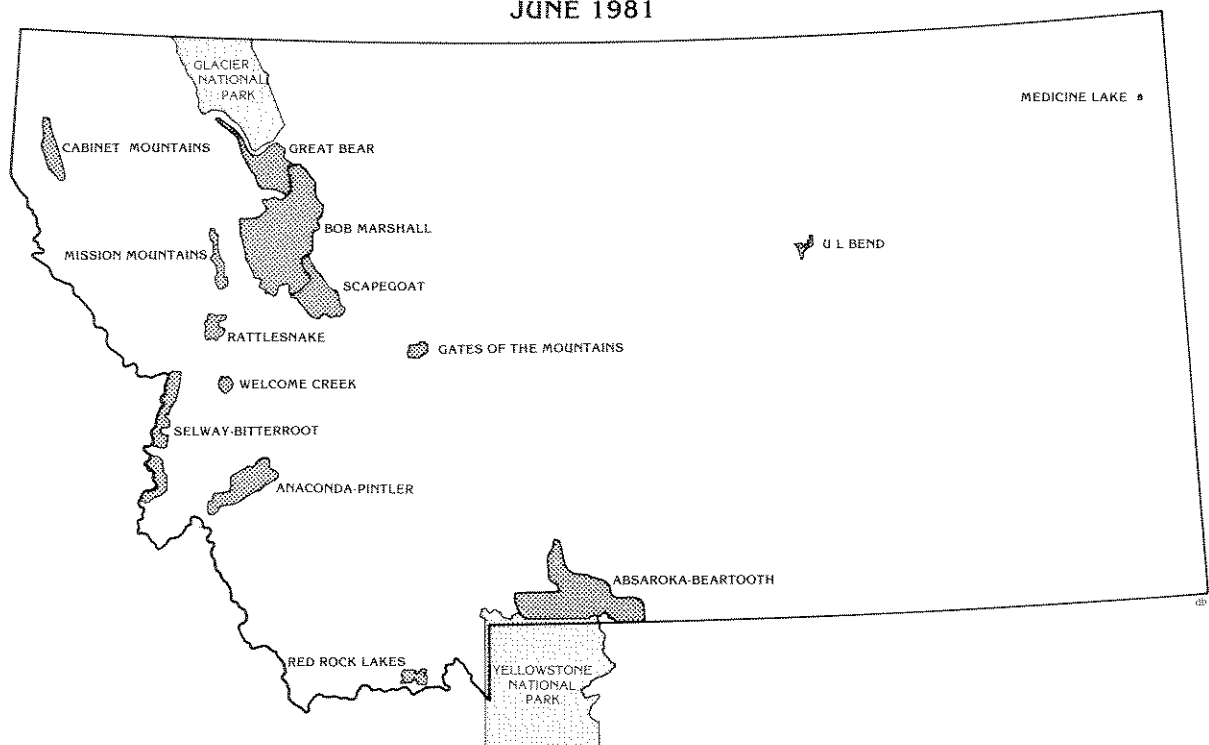 JUNE 1981
GLACIER
NATIONAL
PARK
MEDICINE LAKE
CABINET MOUNTAINS
GREAT BEAR
BOB MARSHALL
U L BEND
MISSION MOUNTAINS
SCAPEGOAT
RATTLESNAKE
GATES OF THE MOUNTAINS
WELCOME CREEK
SELWAY-BITTERROOT
ANACONDA-PINTLER
ABSAROKA-BEARTOOTH
RED ROCK LAKES
YELLOWSTONE
NATIONAL
PARK